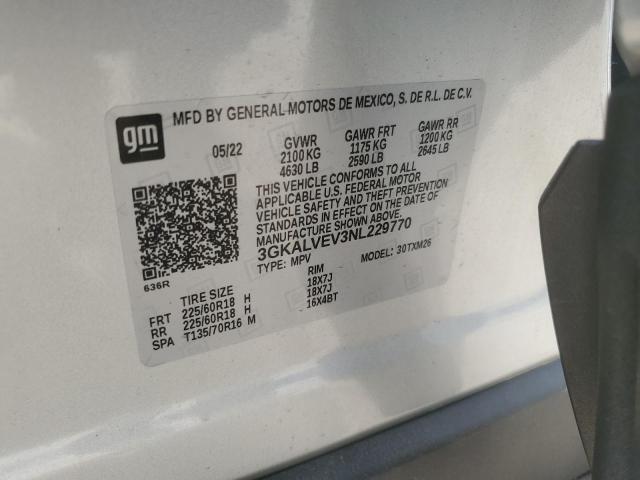 gm
MFD BY GENERAL MOTORS DE MEXICO, S. DE R.L. DE C.V.
05/22 GVWR GAWR FRT GAWR RR
2100 KG 1175 KG 1200 KG
4630 LB 2590 LB 2645 LB
THIS VEHICLE CONFORMS TO ALL
APPLICABLE U.S. FEDERAL MOTOR
VEHICLE SAFETY AND THEFT PREVENTION
STANDARDS IN EFFECT ON THE DATE OF
MANUFACTURE SHOWN ABOVE.
3GKALVEV3NL229770
TYPE: MPV MODEL: 30TXM26
636R
TIRE SIZE RIM
FRT 225/60R18 H 18X7J
RR 225/60R18 H 18X7J
SPA T135/70R16 M 16X4BT